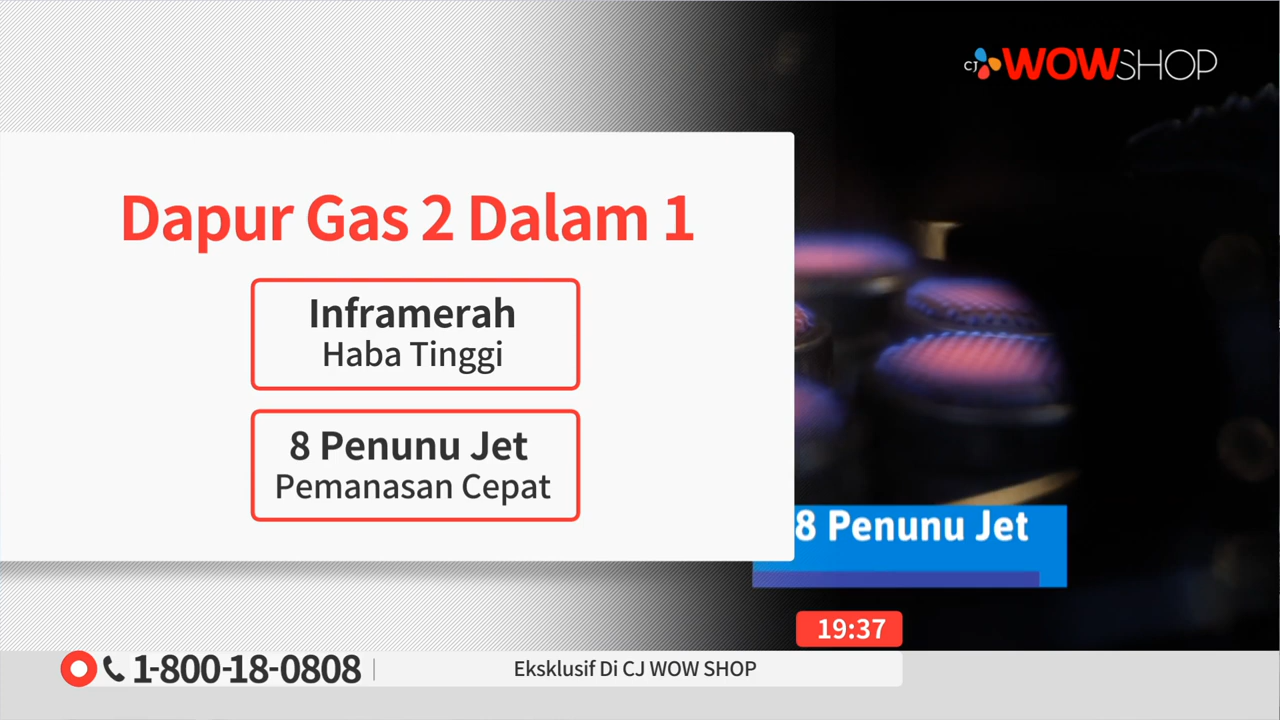 CJ WOWSHOP
Dapur Gas 2 Dalam 1
Inframerah
Haba Tinggi
8 Penunu Jet
Pemanasan Cepat
8 Penunu Jet
19:37
1-800-18-0808
Eksklusif Di CJ WOW SHOP